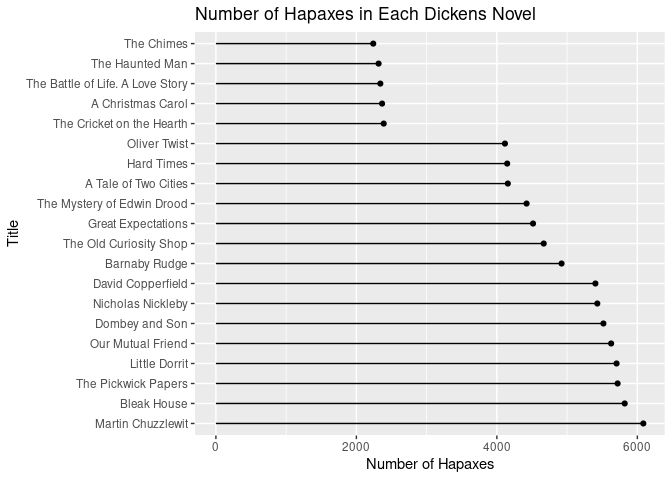 Number of Hapaxes in Each Dickens Novel
Title
The Chimes
The Haunted Man
The Battle of Life. A Love Story
A Christmas Carol
The Cricket on the Hearth
Oliver Twist
Hard Times
A Tale of Two Cities
The Mystery of Edwin Drood
Great Expectations
The Old Curiosity Shop
Barnaby Rudge
David Copperfield
Nicholas Nickleby
Dombey and Son
Our Mutual Friend
Little Dorrit
The Pickwick Papers
Bleak House
Martin Chuzzlewit
0 2000 4000 6000
Number of Hapaxes